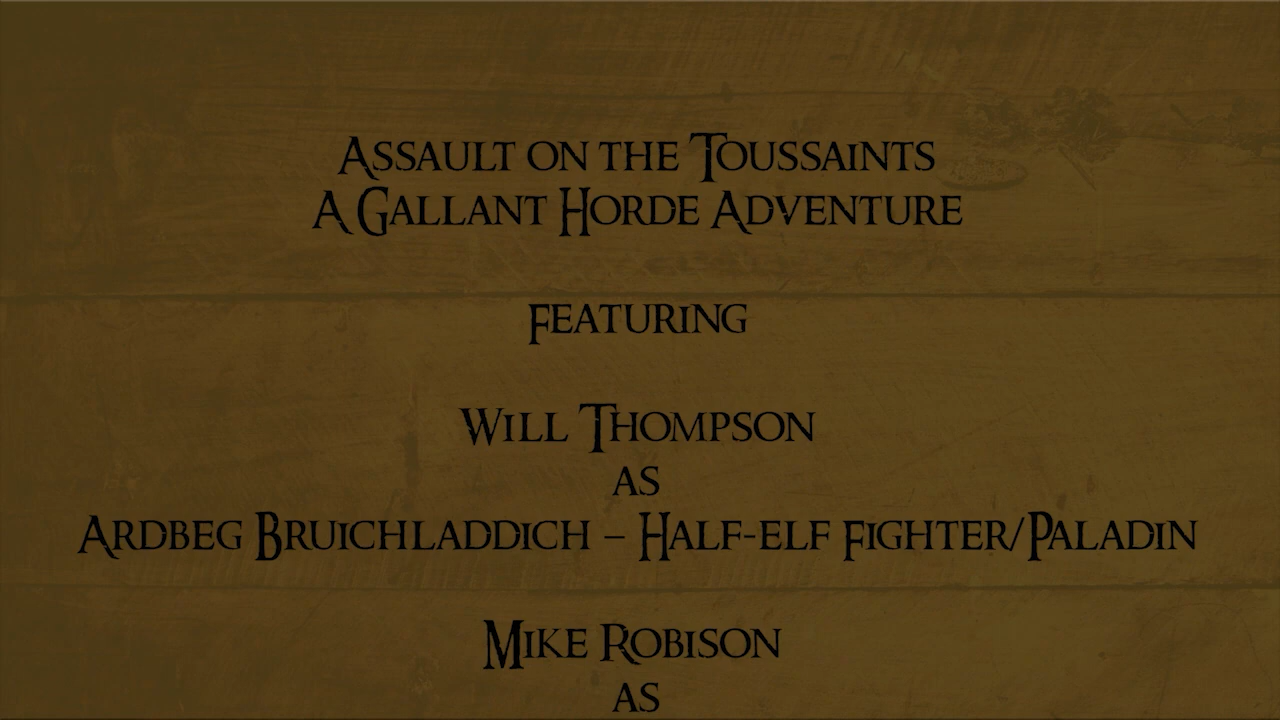 Assault on the Toussaints
A Gallant Horde Adventure
Featuring
Will Thompson
as
Ardbeg Bruichladdich – Half-elf Fighter/Paladin
Mike Robison
as